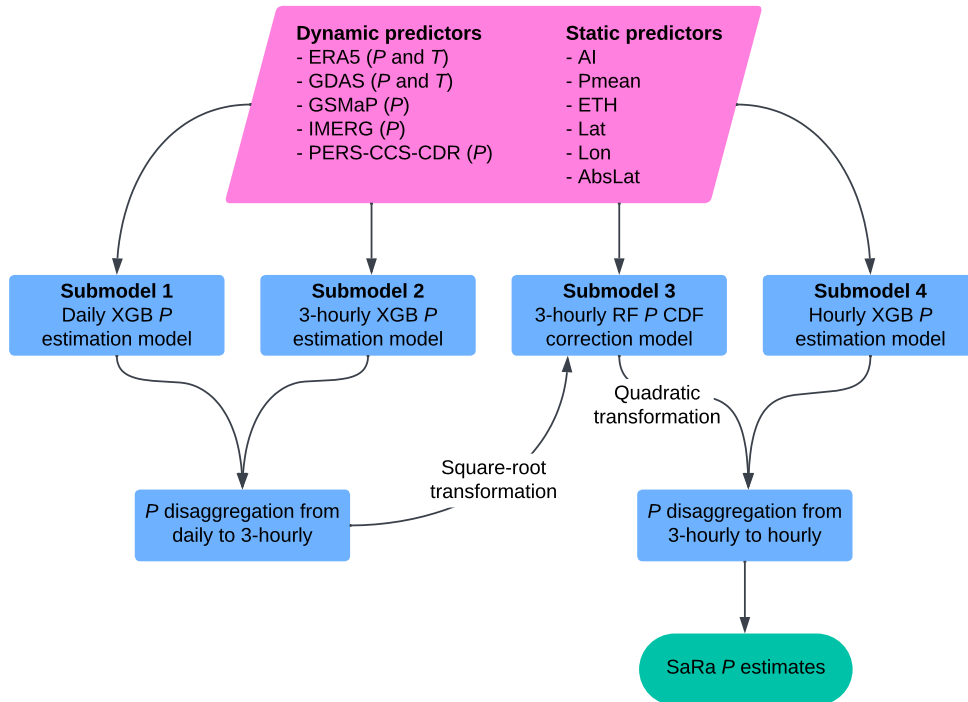 Dynamic predictors
- ERA5 (P and T)
- GDAS (P and T)
- GSMaP (P)
- IMERG (P)
- PERS-CCS-CDR (P)
Static predictors
- AI
- Pmean
- ETH
- Lat
- Lon
- AbsLat
Submodel 1
Daily XGB P
estimation model
Submodel 2
3-hourly XGB P
estimation model
Submodel 3
3-hourly RF P CDF
correction model
Submodel 4
Hourly XGB P
estimation model
Quadratic
transformation
Square-root
transformation
P disaggregation from
daily to 3-hourly
P disaggregation from
3-hourly to hourly
SaRa P estimates